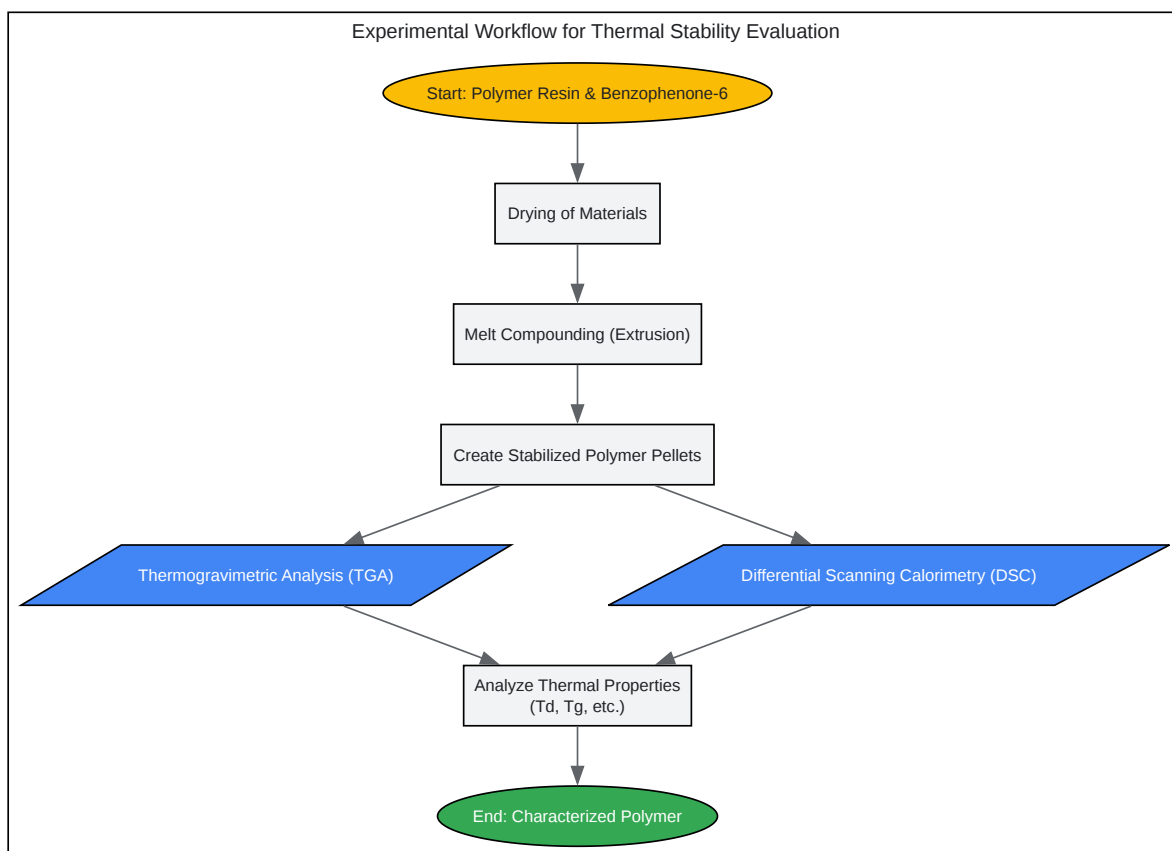 Experimental Workflow for Thermal Stability Evaluation
Start: Polymer Resin & Benzophenone-6
Drying of Materials
Melt Compounding (Extrusion)
Create Stabilized Polymer Pellets
Thermogravimetric Analysis (TGA)
Differential Scanning Calorimetry (DSC)
Analyze Thermal Properties
(Td, Tg, etc.)
End: Characterized Polymer